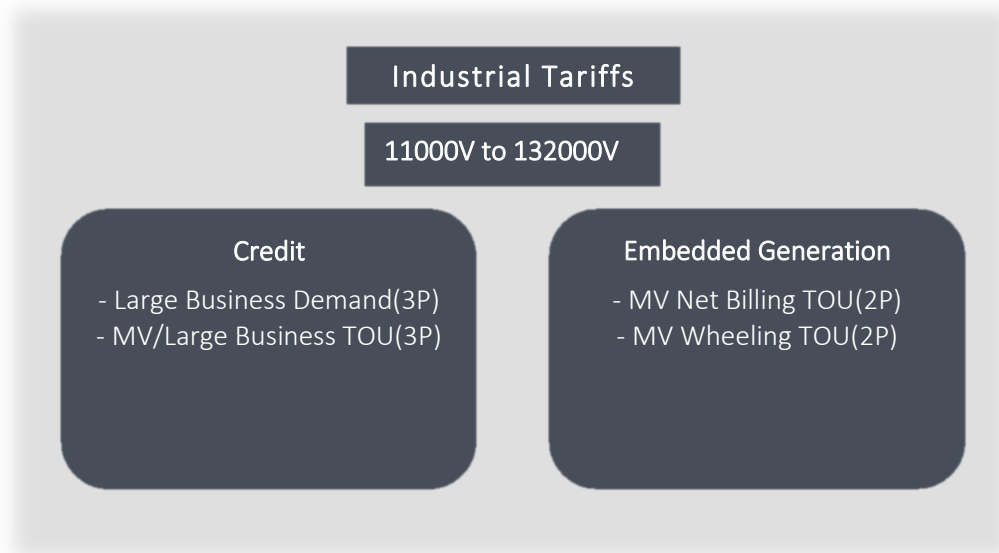 Industrial Tariffs
11000V to 132000V
Credit
- Large Business Demand(3P)
- MV/Large Business TOU(3P)
Embedded Generation
- MV Net Billing TOU(2P)
- MV Wheeling TOU(2P)